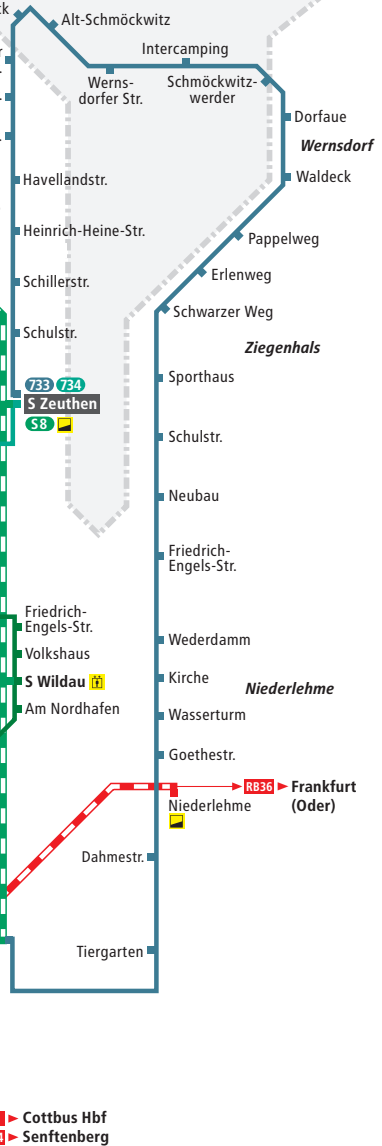 Alt-Schmöckwitz
Intercamping
Werns-
dorfer Str.
Schmöckwitz-
werder
Dorfaue
Wernsdorf
Waldeck
Havellandstr.
Heinrich-Heine-Str.
Pappelweg
Erlenweg
Schillerstr.
Schwarzer Weg
Schulstr.
Ziegenhals
Sporthaus
733 734
S Zeuthen
S8
Schulstr.
Neubau
Friedrich-
Engels-Str.
Friedrich-
Engels-Str.
Volkshaus
S Wildau
Am Nordhafen
Wederdamm
Kirche
Niederlehme
Wasserturm
Goethestr.
RB36
Frankfurt
(Oder)
Niederlehme
Dahmestr.
Tiergarten
Cottbus Hbf
Senftenberg